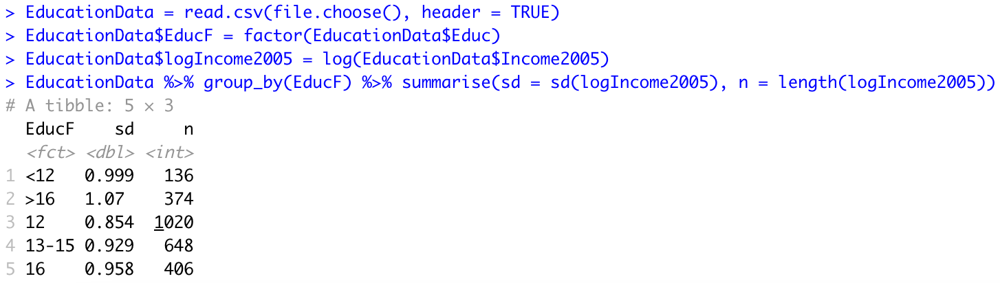 > EducationData = read.csv(file.choose(), header = TRUE)
> EducationData$EducF = factor(EducationData$Educ)
> EducationData$logIncome2005 = log(EducationData$Income2005)
> EducationData %>% group_by(EducF) %>% summarise(sd = sd(logIncome2005), n = length(logIncome2005))
# A tibble: 5 × 3
  EducF    sd     n
  <fct> <dbl> <int>
1 <12   0.999   136
2 >16   1.07    374
3 12    0.854  1020
4 13-15 0.929   648
5 16    0.958   406